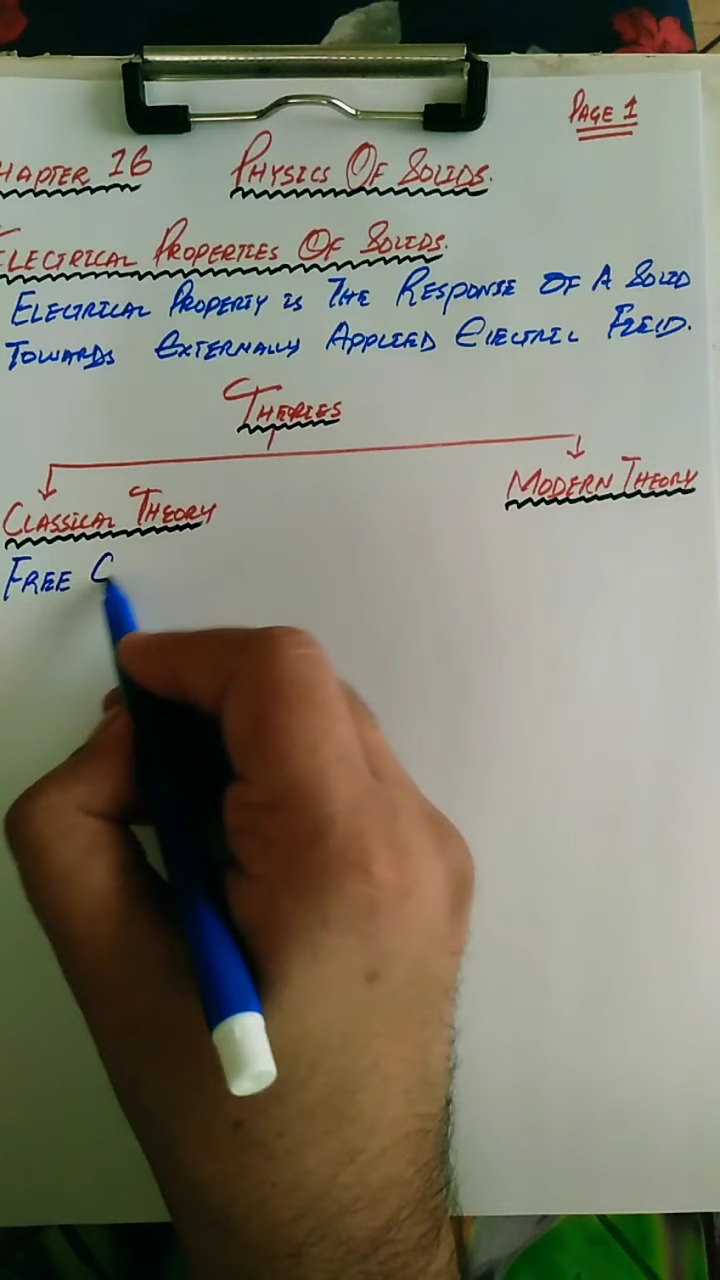 PAGE 1
HAPTER 16 PHYSICS OF SOLIDS.
ELECTRICAL PROPERTIES OF SOLIDS.
ELECTRICAL PROPERTY IS THE RESPONSE OF A SOLID
TOWARDS EXTERNALLY APPLIED ELECTRIC FIELD.
THEORIES
CLASSICAL THEORY MODERN THEORY
FREE